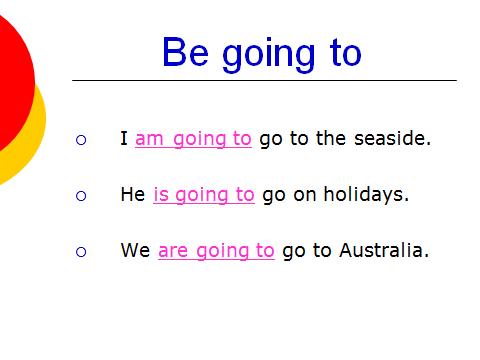 Be going to
I am going to go to the seaside.
He is going to go on holidays.
We are going to go to Australia.